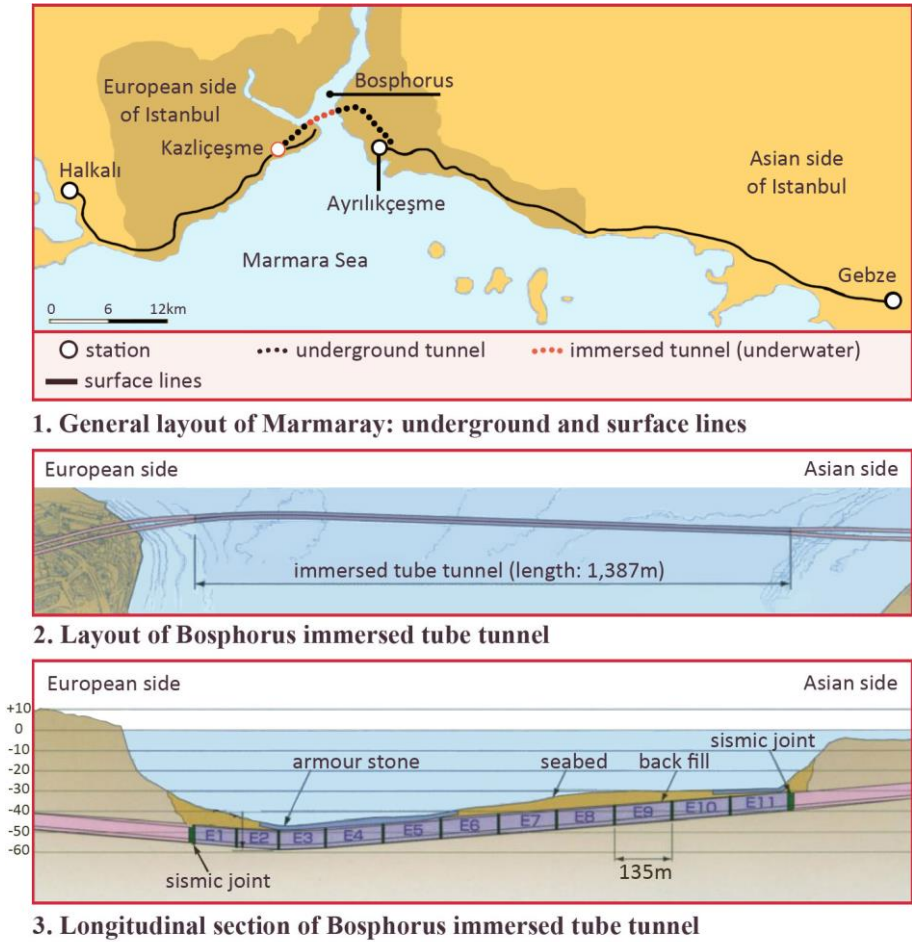 European side
of Istanbul
Bosphorus
Kazliçeşme
Halkalı
Ayrılıkçeşme
Asian side
of Istanbul
Marmara Sea
Gebze
0 6 12km
station
underground tunnel
immersed tunnel (underwater)
surface lines
1. General layout of Marmaray: underground and surface lines
European side
Asian side
immersed tube tunnel (length: 1,387m)
2. Layout of Bosphorus immersed tube tunnel
European side
Asian side
+10
0
-10
-20
-30
-40
-50
-60
armour stone
seabed
back fill
sismic joint
E1 E2 E3 E4 E5 E6 E7 E8 E9 E10 E11
sismic joint
135m
3. Longitudinal section of Bosphorus immersed tube tunnel